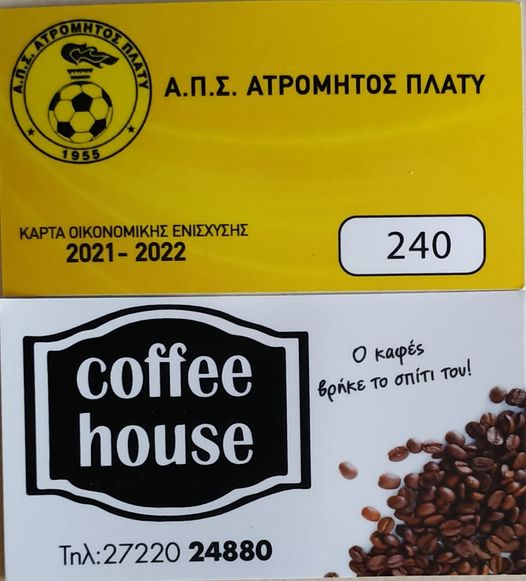 Α.Π.Σ. ΑΤΡΟΜΗΤΟΣ ΠΛΑΤΥ
1955
Α.Π.Σ. ΑΤΡΟΜΗΤΟΣ ΠΛΑΤΥ
ΚΑΡΤΑ ΟΙΚΟΝΟΜΙΚΗΣ ΕΝΙΣΧΥΣΗΣ
2021- 2022
240
coffee
house
Ο καφές
βρήκε το σπίτι του!
Τηλ:27220 24880